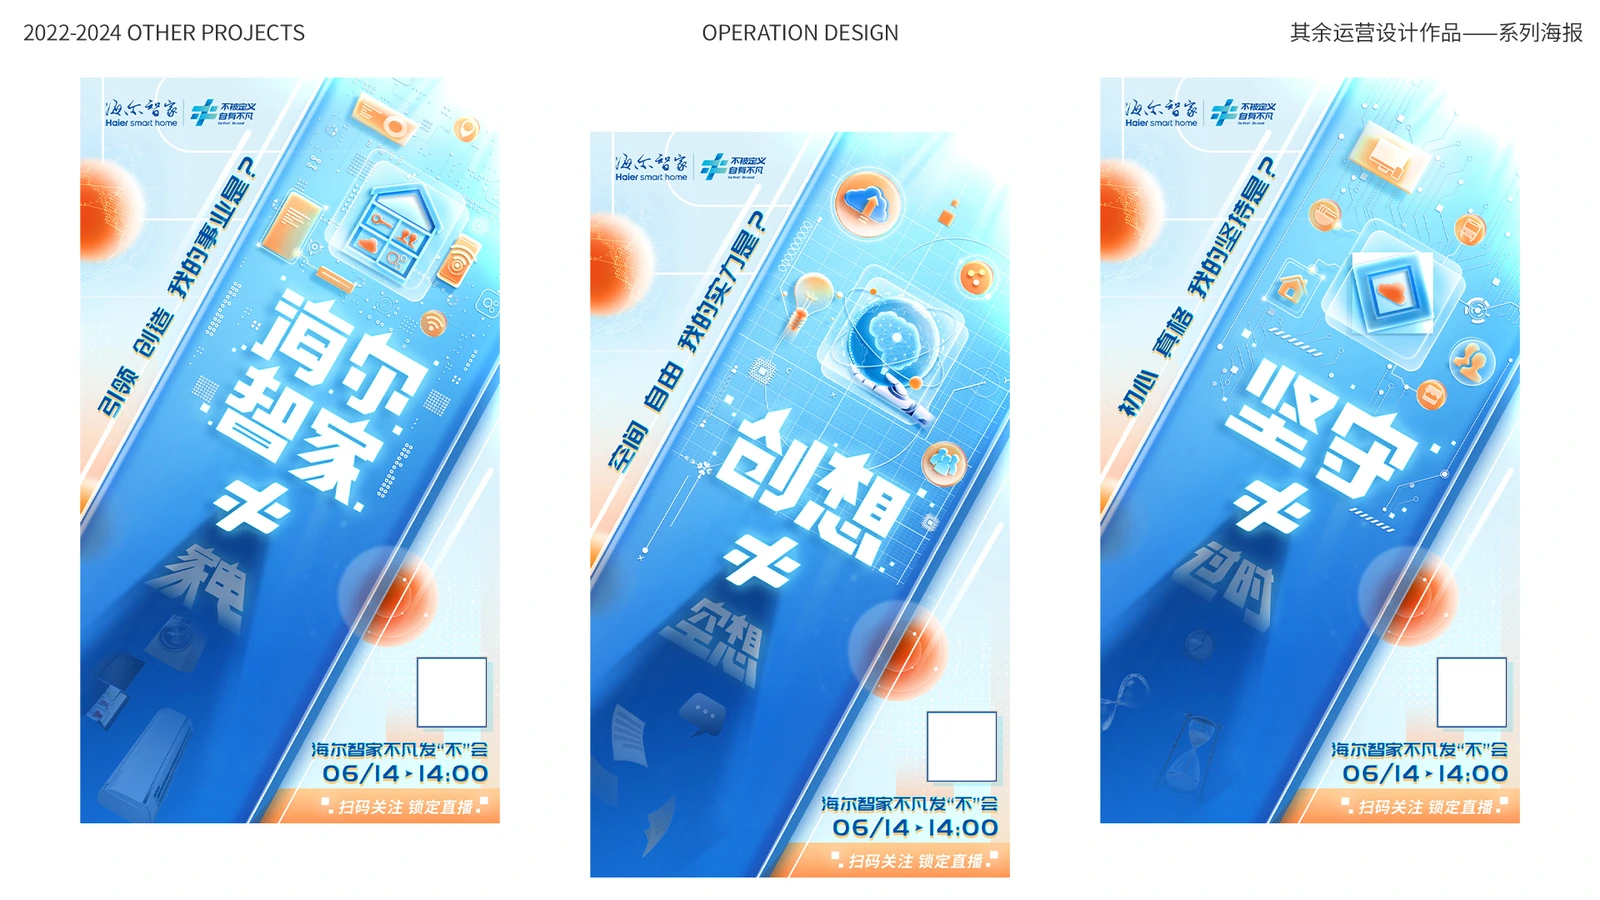 2022-2024 OTHER PROJECTS
OPERATION DESIGN
其余运营设计作品——系列海报
海尔智家
Haier smart home
不被定义
自有不凡
引领 创造 我的事业是？
海尔
智家
家电
海尔智家不凡发“不”会
06/14 14:00
扫码关注 锁定直播
海尔智家
Haier smart home
不被定义
自有不凡
空间 自由 我的实力是？
创想
空想
海尔智家不凡发“不”会
06/14 14:00
扫码关注 锁定直播
海尔智家
Haier smart home
不被定义
自有不凡
初心 真格 我的坚持是？
坚守
过时
海尔智家不凡发“不”会
06/14 14:00
扫码关注 锁定直播